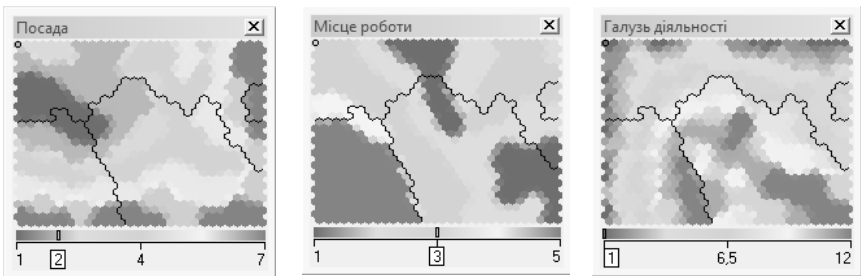 Посада
1 2 4 7
Місце роботи
1 3 5
Галузь діяльності
1 6,5 12